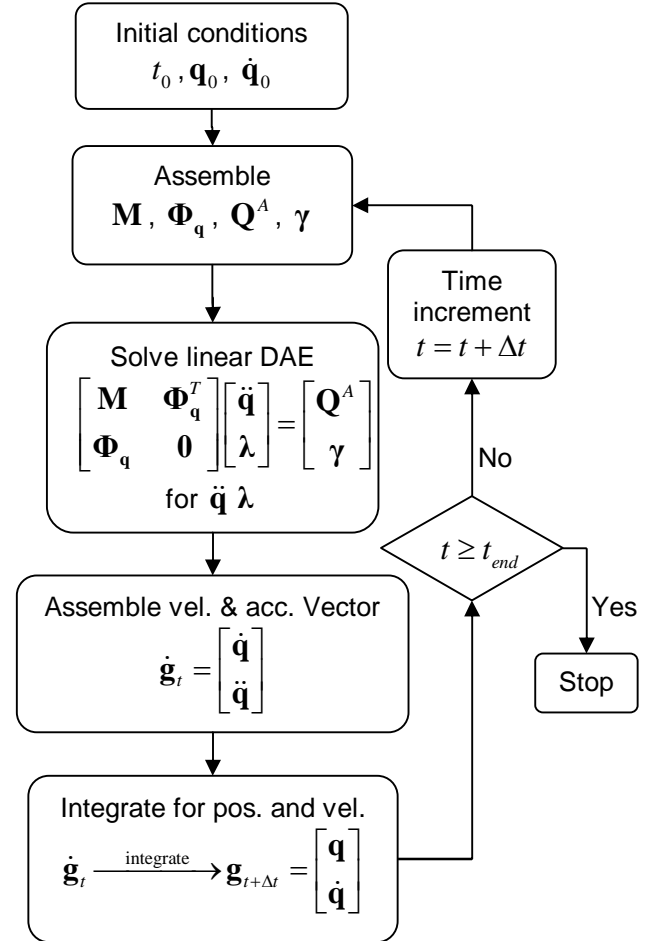 Initial conditions
t₀ , q₀ , q̇₀
Assemble
M , Φ_q , Q^A , γ
Solve linear DAE
[M Φ_q^T; Φ_q 0] [q̈; λ] = [Q^A; γ]
for q̈ λ
Assemble vel. & acc. Vector
ġ_t = [q̇; q̈]
Integrate for pos. and vel.
ġ_t —integrate→ g_{t+Δt} = [q; q̇]
t ≥ t_end
No
Time
increment
t = t + Δt
Yes
Stop